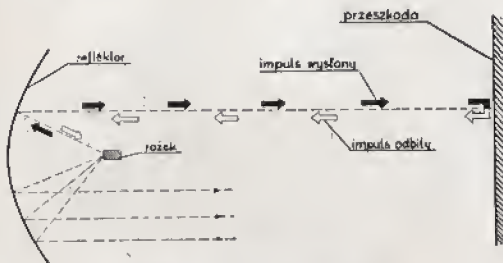 przeszkoda
reflektor
impuls wysłany
rożek
impuls odbity